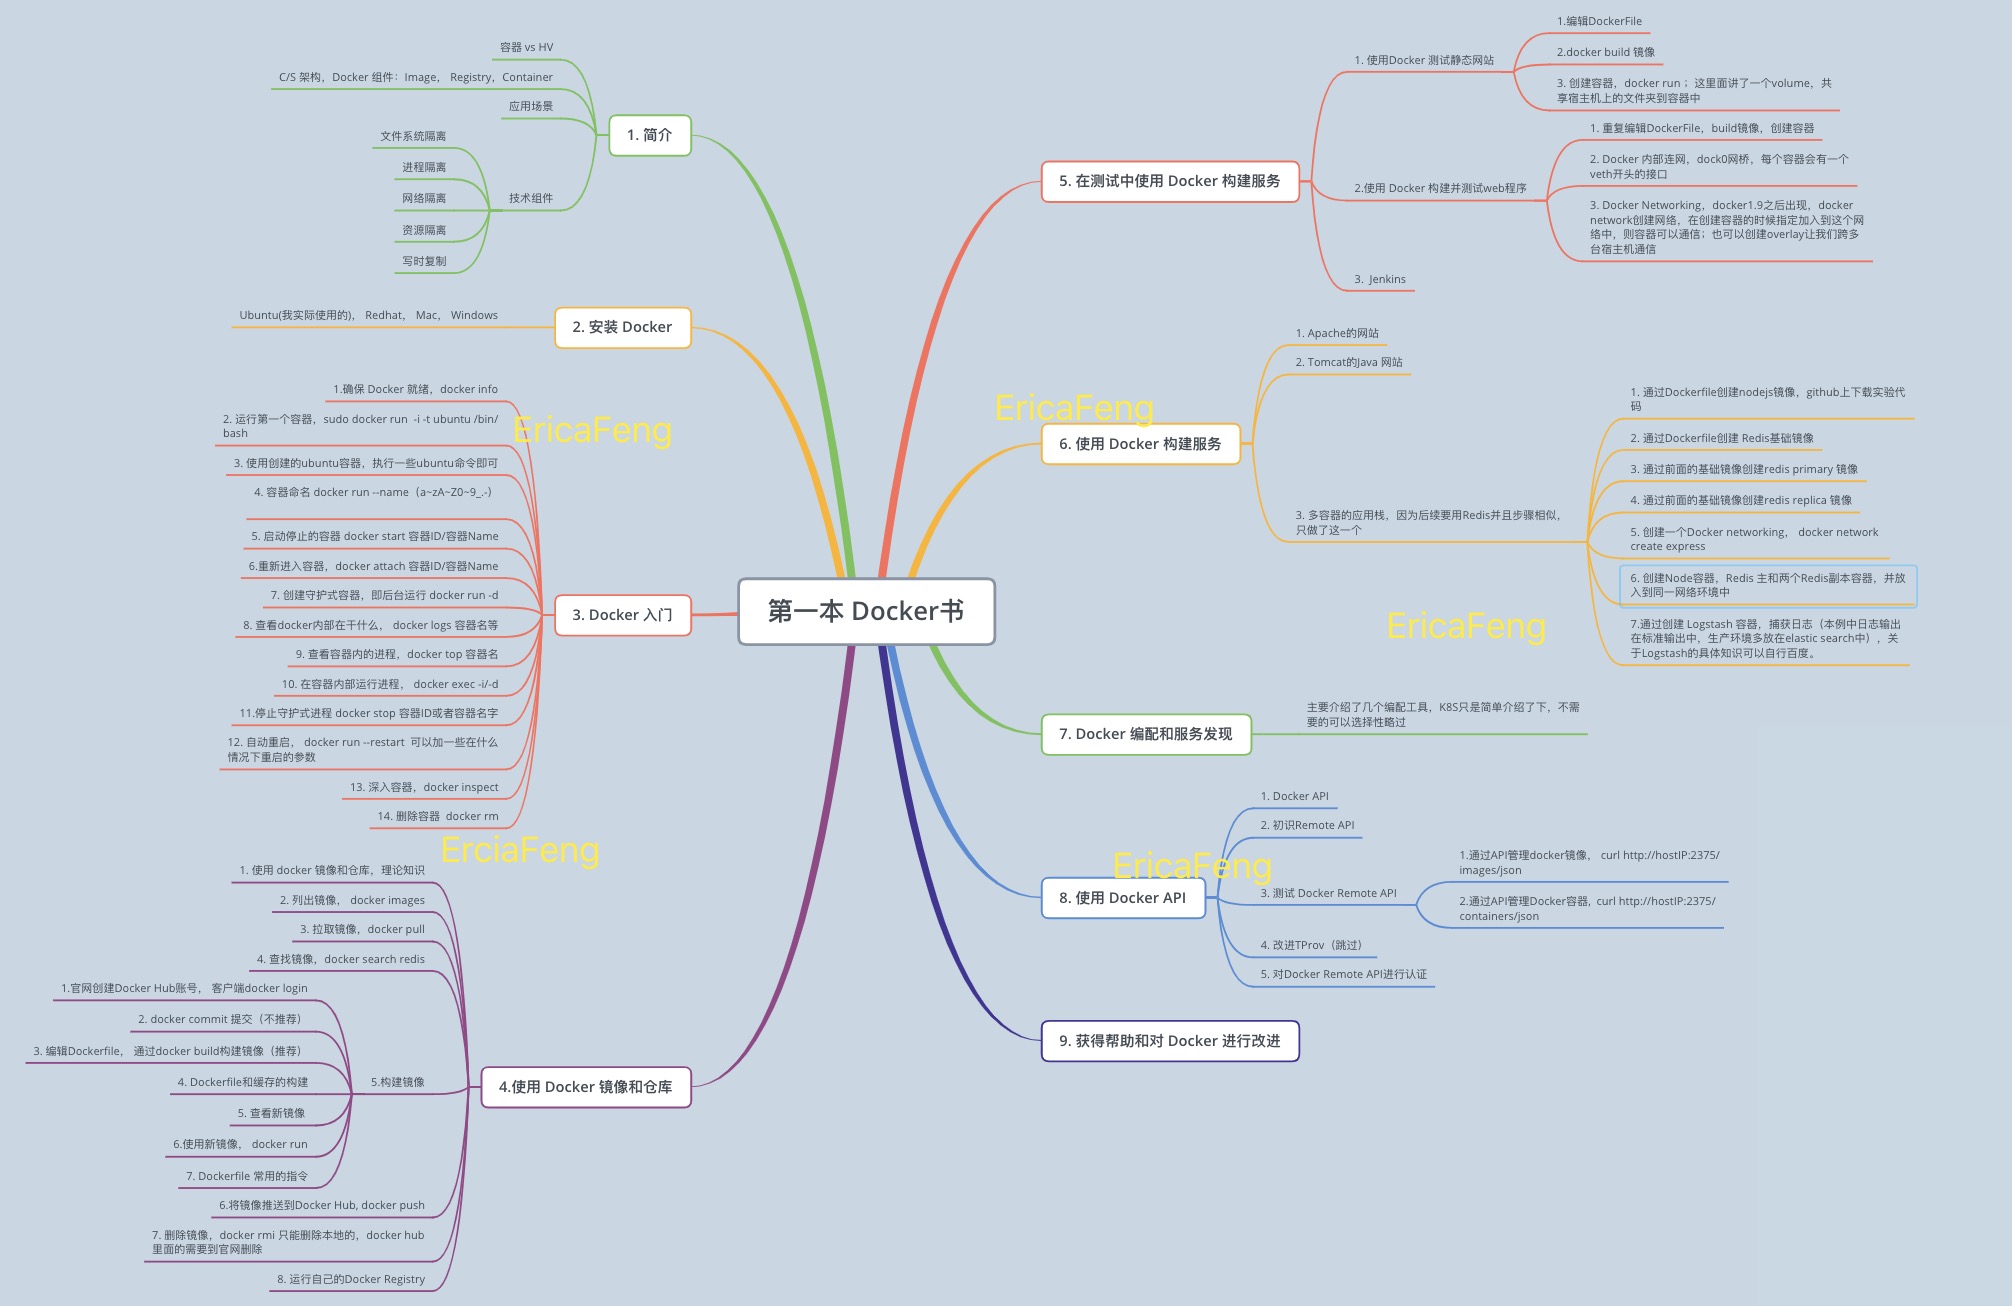 第一本 Docker书
1. 简介
容器 vs HV
C/S 架构，Docker 组件：Image， Registry，Container
应用场景
技术组件
文件系统隔离
进程隔离
网络隔离
资源隔离
写时复制
2. 安装 Docker
Ubuntu(我实际使用的)， Redhat， Mac， Windows
3. Docker 入门
1.确保 Docker 就绪，docker info
2. 运行第一个容器，sudo docker run -i -t ubuntu /bin/
bash
3. 使用创建的ubuntu容器，执行一些ubuntu命令即可
4. 容器命名 docker run --name（a~zA~Z0~9_.-）
5. 启动停止的容器 docker start 容器ID/容器Name
6.重新进入容器，docker attach 容器ID/容器Name
7. 创建守护式容器，即后台运行 docker run -d
8. 查看docker内部在干什么， docker logs 容器名等
9. 查看容器内的进程，docker top 容器名
10. 在容器内部运行进程， docker exec -i/-d
11.停止守护式进程 docker stop 容器ID或者容器名字
12. 自动重启， docker run --restart 可以加一些在什么
情况下重启的参数
13. 深入容器，docker inspect
14. 删除容器 docker rm
EricaFeng
ErciaFeng
4.使用 Docker 镜像和仓库
1. 使用 docker 镜像和仓库，理论知识
2. 列出镜像， docker images
3. 拉取镜像，docker pull
4. 查找镜像，docker search redis
5.构建镜像
1.官网创建Docker Hub账号， 客户端docker login
2. docker commit 提交（不推荐）
3. 编辑Dockerfile， 通过docker build构建镜像（推荐）
4. Dockerfile和缓存的构建
5. 查看新镜像
6.使用新镜像， docker run
7. Dockerfile 常用的指令
6.将镜像推送到Docker Hub, docker push
7. 删除镜像，docker rmi 只能删除本地的，docker hub
里面的需要到官网删除
8. 运行自己的Docker Registry
5. 在测试中使用 Docker 构建服务
1. 使用Docker 测试静态网站
1.编辑DockerFile
2.docker build 镜像
3. 创建容器，docker run ；这里面讲了一个volume，共
享宿主机上的文件夹到容器中
2.使用 Docker 构建并测试web程序
1. 重复编辑DockerFile，build镜像，创建容器
2. Docker 内部连网，dock0网桥，每个容器会有一个
veth开头的接口
3. Docker Networking，docker1.9之后出现，docker
network创建网络，在创建容器的时候指定加入到这个网
络中，则容器可以通信；也可以创建overlay让我们跨多
台宿主机通信
3. Jenkins
EricaFeng
6. 使用 Docker 构建服务
1. Apache的网站
2. Tomcat的Java 网站
3. 多容器的应用栈，因为后续要用Redis并且步骤相似，
只做了这一个
1. 通过Dockerfile创建nodejs镜像，github上下载实验代
码
2. 通过Dockerfile创建 Redis基础镜像
3. 通过前面的基础镜像创建redis primary 镜像
4. 通过前面的基础镜像创建redis replica 镜像
5. 创建一个Docker networking， docker network
create express
6. 创建Node容器，Redis 主和两个Redis副本容器，并放
入到同一网络环境中
7.通过创建 Logstash 容器，捕获日志（本例中日志输出
在标准输出中，生产环境多放在elastic search中），关
于Logstash的具体知识可以自行百度。
EricaFeng
7. Docker 编配和服务发现
主要介绍了几个编配工具，K8S只是简单介绍了下，不需
要的可以选择性略过
8. 使用 Docker API
1. Docker API
2. 初识Remote API
3. 测试 Docker Remote API
1.通过API管理docker镜像， curl http://hostIP:2375/
images/json
2.通过API管理Docker容器，curl http://hostIP:2375/
containers/json
4. 改进TProv（跳过）
5. 对Docker Remote API进行认证
EricaFeng
9. 获得帮助和对 Docker 进行改进